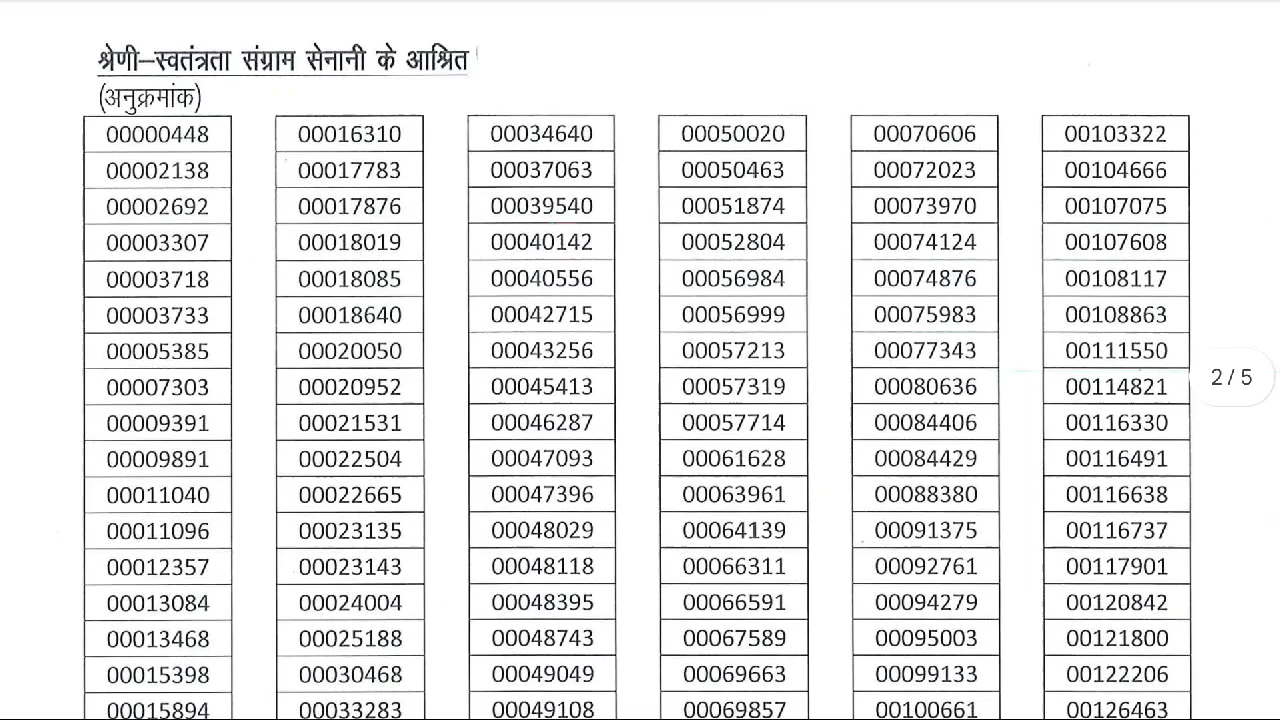 श्रेणी–स्वतंत्रता संग्राम सेनानी के आश्रित
(अनुक्रमांक)
00000448 00016310 00034640 00050020 00070606 00103322
00002138 00017783 00037063 00050463 00072023 00104666
00002692 00017876 00039540 00051874 00073970 00107075
00003307 00018019 00040142 00052804 00074124 00107608
00003718 00018085 00040556 00056984 00074876 00108117
00003733 00018640 00042715 00056999 00075983 00108863
00005385 00020050 00043256 00057213 00077343 00111550
00007303 00020952 00045413 00057319 00080636 00114821
00009391 00021531 00046287 00057714 00084406 00116330
00009891 00022504 00047093 00061628 00084429 00116491
00011040 00022665 00047396 00063961 00088380 00116638
00011096 00023135 00048029 00064139 00091375 00116737
00012357 00023143 00048118 00066311 00092761 00117901
00013084 00024004 00048395 00066591 00094279 00120842
00013468 00025188 00048743 00067589 00095003 00121800
00015398 00030468 00049049 00069663 00099133 00122206
00015894 00033283 00049108 00069857 00100661 00126463
2/5